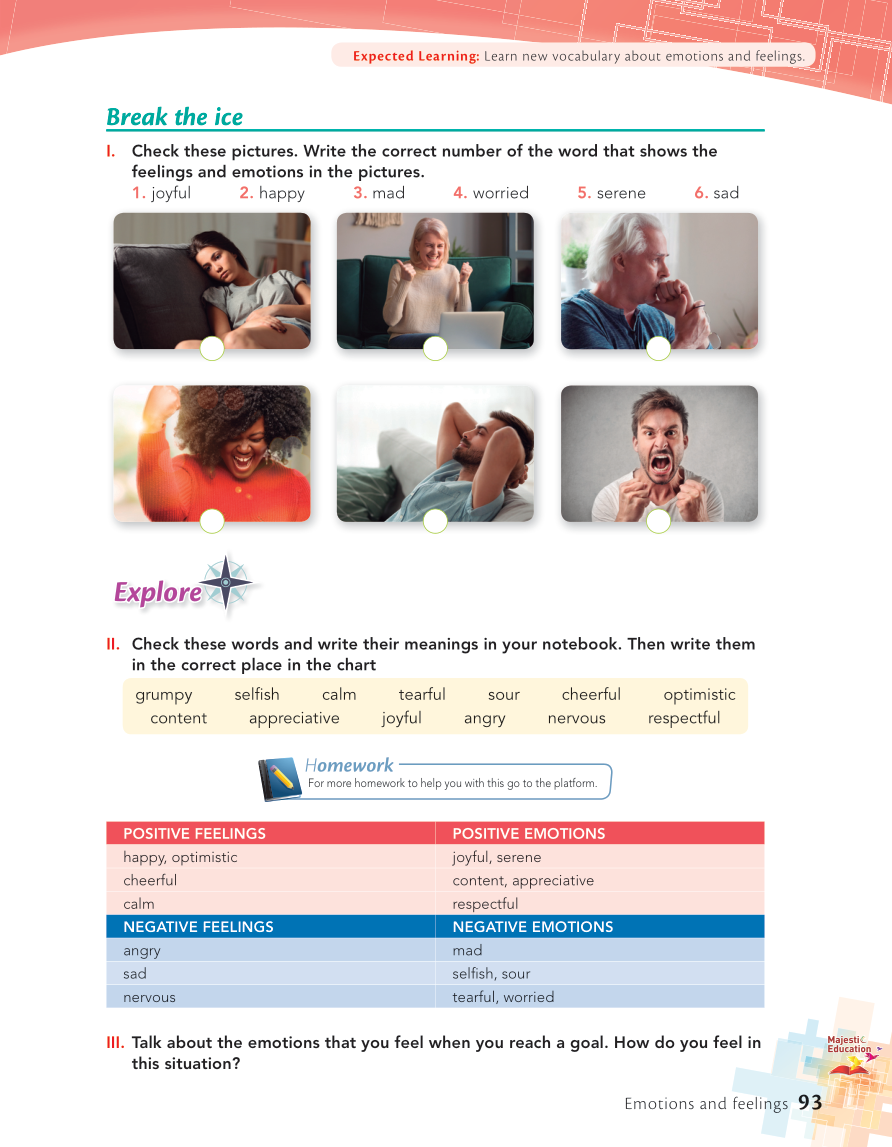 Expected Learning: Learn new vocabulary about emotions and feelings.
Break the ice
I. Check these pictures. Write the correct number of the word that shows the
feelings and emotions in the pictures.
1. joyful 2. happy 3. mad 4. worried 5. serene 6. sad
Explore
II. Check these words and write their meanings in your notebook. Then write them
in the correct place in the chart
grumpy selfish calm tearful sour cheerful optimistic
content appreciative joyful angry nervous respectful
Homework
For more homework to help you with this go to the platform.
POSITIVE FEELINGS POSITIVE EMOTIONS
happy, optimistic joyful, serene
cheerful content, appreciative
calm respectful
NEGATIVE FEELINGS NEGATIVE EMOTIONS
angry mad
sad selfish, sour
nervous tearful, worried
III. Talk about the emotions that you feel when you reach a goal. How do you feel in
this situation?
Majestic
Education
Emotions and feelings 93